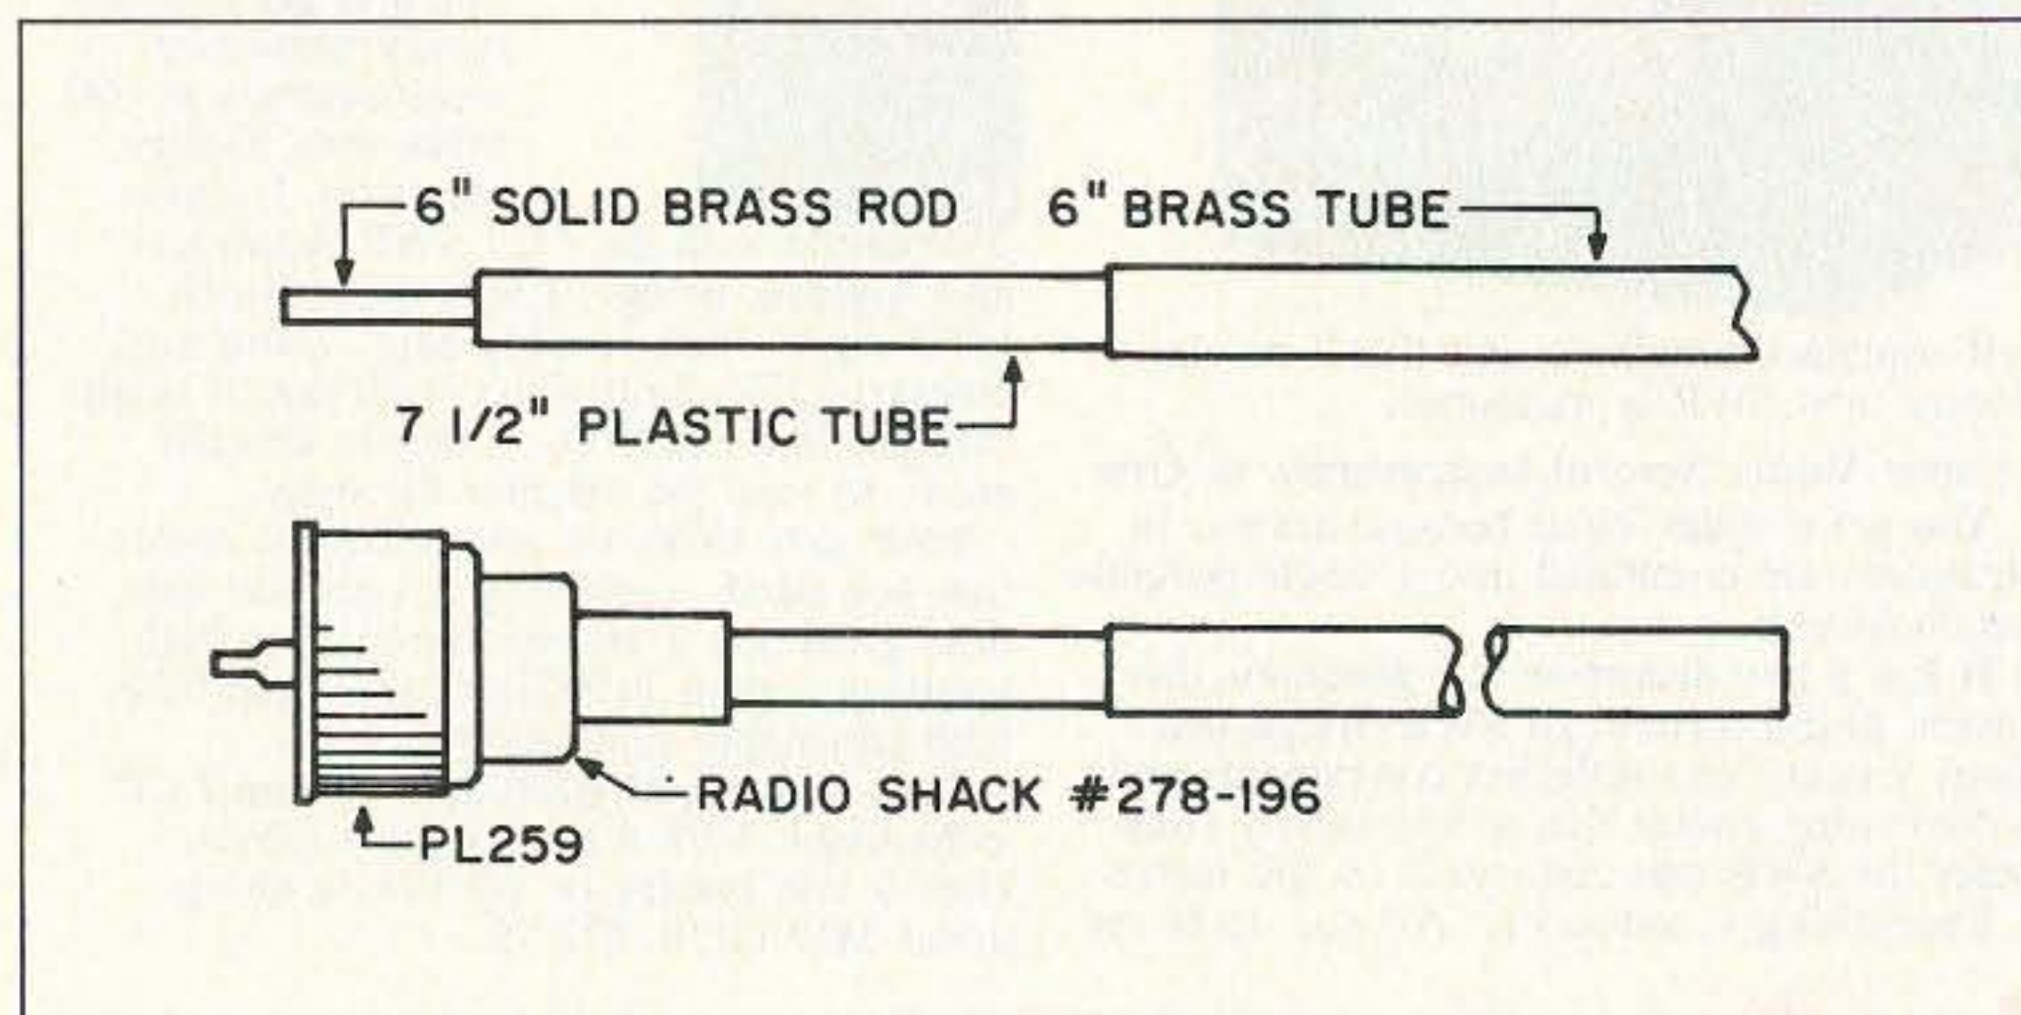 6" SOLID BRASS ROD
6" BRASS TUBE
7 1/2" PLASTIC TUBE
RADIO SHACK #278-196
PL259